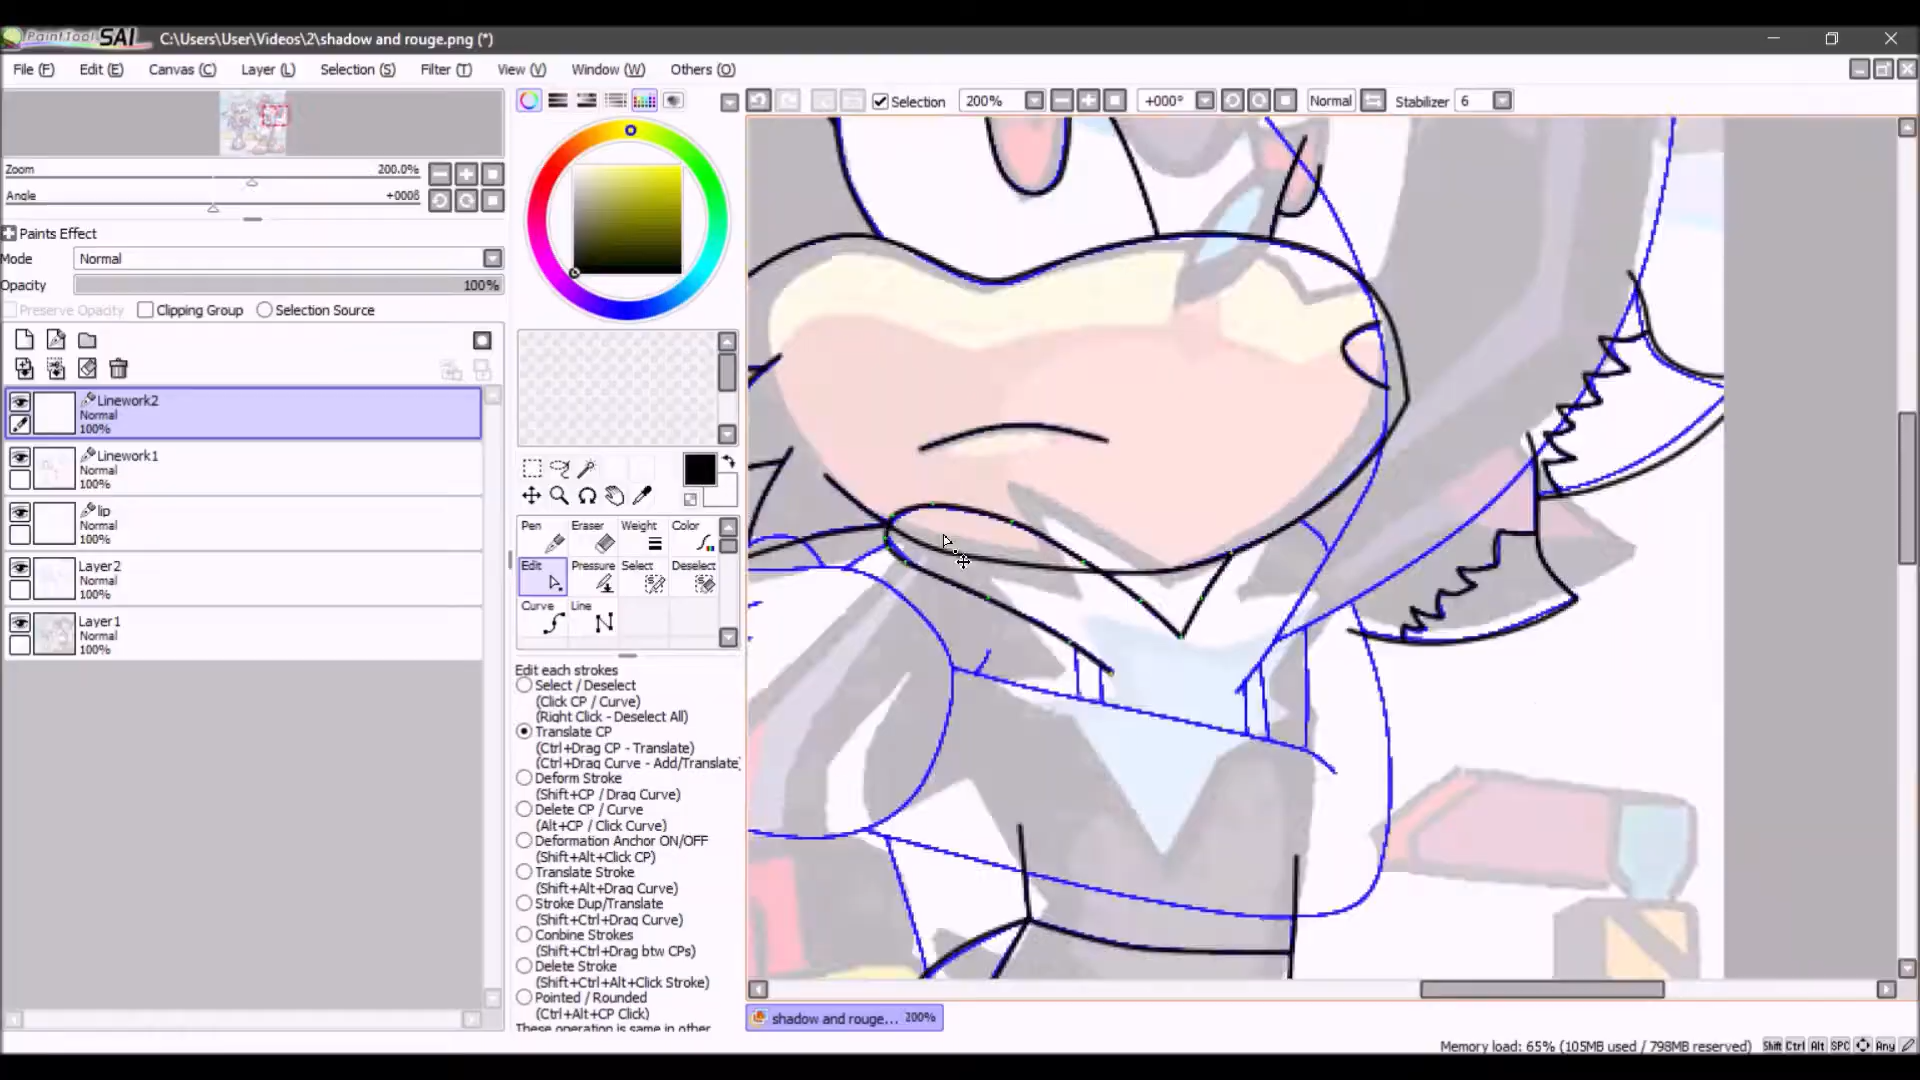 PaintTool SAI C:\Users\User\Videos\2\shadow and rouge.png (*)
File (F) Edit (E) Canvas (C) Layer (L) Selection (S) Filter (T) View (V) Window (W) Others (O)
Selection 200% +000° Normal Stabilizer 6
Zoom 200.0%
Angle +000§
Paints Effect
Mode Normal
Opacity 100%
Preserve Opacity Clipping Group Selection Source
Linework2
Normal
100%
Linework1
Normal
100%
lip
Normal
100%
Layer2
Normal
100%
Layer1
Normal
100%
Pen Eraser Weight Color
Edit Pressure Select Deselect
Curve Line
Edit each strokes
Select / Deselect
(Click CP / Curve)
(Right Click - Deselect All)
Translate CP
(Ctrl+Drag CP - Translate)
(Ctrl+Drag Curve - Add/Translate)
Deform Stroke
(Shift+CP / Drag Curve)
Delete CP / Curve
(Alt+CP / Click Curve)
Deformation Anchor ON/OFF
(Shift+Alt+Click CP)
Translate Stroke
(Shift+Alt+Drag Curve)
Stroke Dup/Translate
(Shift+Ctrl+Drag Curve)
Conbine Strokes
(Shift+Ctrl+Drag btw CPs)
Delete Stroke
(Shift+Ctrl+Alt+Click Stroke)
Pointed / Rounded
(Ctrl+Alt+CP Click)
These operation is same in other
shadow and rouge... 200%
Memory load: 65% (105MB used / 798MB reserved) Shift Ctrl Alt SPC Any